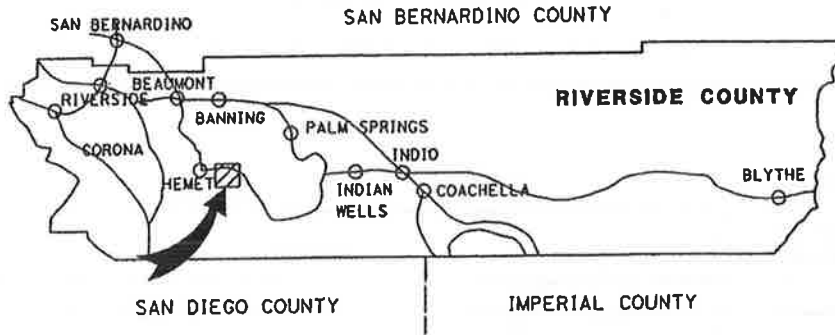 SAN BERNARDINO COUNTY
SAN BERNARDINO
BEAUMONT
RIVERSIDE
RIVERSIDE COUNTY
BANNING
PALM SPRINGS
CORONA
INDIO
HEMET
INDIAN
WELLS
COACHELLA
BLYTHE
SAN DIEGO COUNTY
IMPERIAL COUNTY